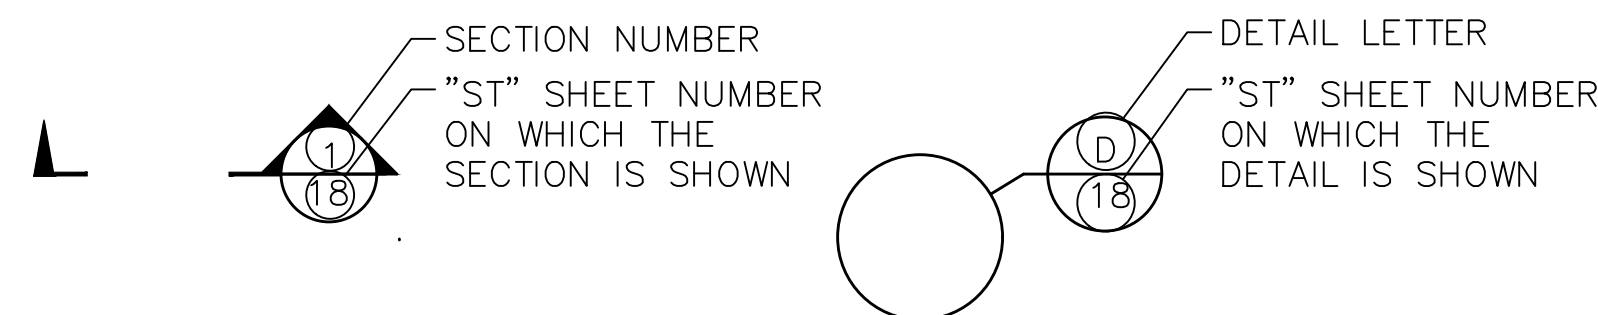 SECTION NUMBER
"ST" SHEET NUMBER
ON WHICH THE
SECTION IS SHOWN
1
18
DETAIL LETTER
"ST" SHEET NUMBER
ON WHICH THE
DETAIL IS SHOWN
D
18